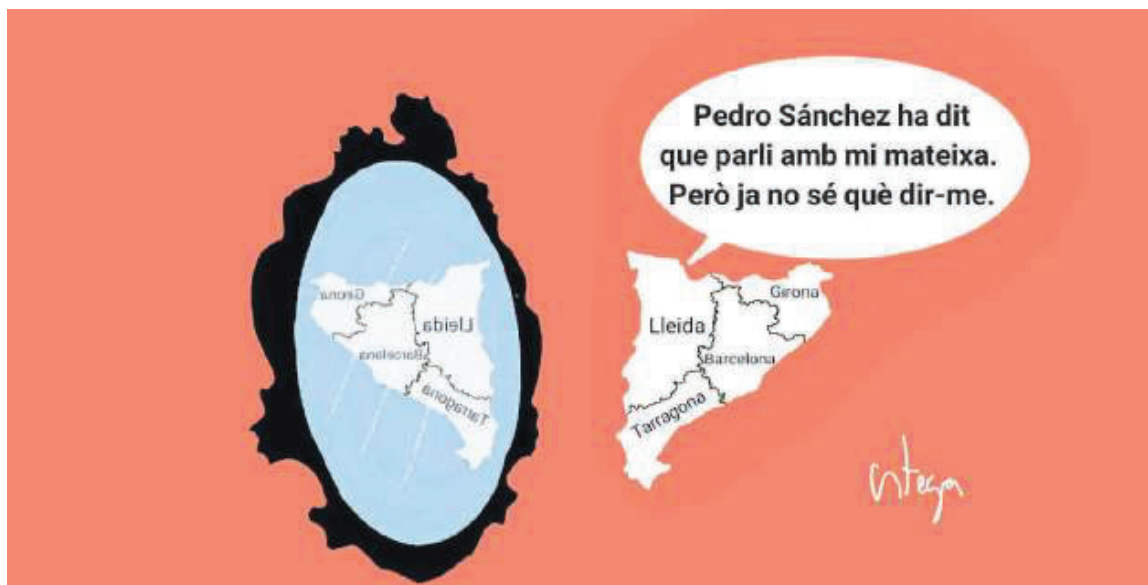 Pedro Sánchez ha dit
que parli amb mi mateixa.
Però ja no sé què dir-me.
Girona
Lleida
Barcelona
Tarragona
Girona
Lleida
Barcelona
Tarragona